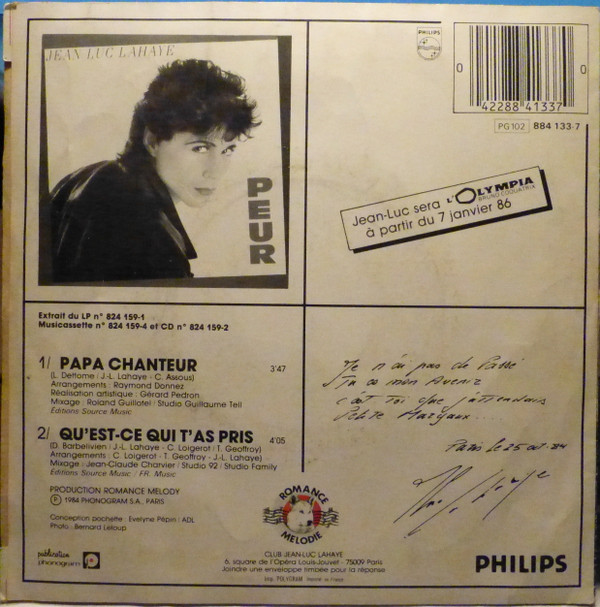 JEAN LUC LAHAYE
PEUR
PHILIPS
0 42288 41337 0
PG 102 884 133-7
Jean-Luc sera à L'OLYMPIA
BRUNO COQUATRIX
à partir du 7 janvier 86
Extrait du LP n° 824 159-1
Musicassette n° 824 159-4 et CD n° 824 159-2
1/ PAPA CHANTEUR 3'47
(L. Dettome / J.-L. Lahaye - C. Assous)
Arrangements : Raymond Donnez
Réalisation artistique : Gérard Pedron
Mixage : Roland Guillotel / Studio Guillaume Tell
Editions Source Music
2/ QU'EST-CE QUI T'AS PRIS 4'05
(D. Barbelivien / J.-L. Lahaye - C. Loigerot / T. Geoffroy)
Arrangements : C. Loigerot - T. Geoffroy - J.-L. Lahaye)
Mixage : Jean-Claude Charvier / Studio 92 / Studio Family
Editions Source Music / FR. Music
PRODUCTION ROMANCE MELODY
Ⓟ 1984 PHONOGRAM S.A., PARIS
Conception pochette : Evelyne Pépin / ADL
Photo : Bernard Leloup
Je n'ai pas de Passé
Tu es mon Avenir
c'est toi que j'attendais
Petite Margaux...
Paris le 25 oct. 84
ROMANCE
MELODIE
publication
phonogram
CLUB JEAN-LUC LAHAYE
6, square de l'Opéra Louis-Jouvet - 75009 Paris
Joindre une enveloppe timbée pour la réponse
Imp. POLYGRAM
PHILIPS